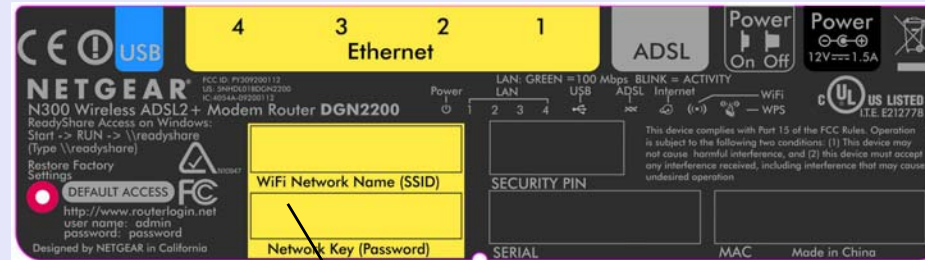 USB
4 3 2 1
Ethernet
ADSL
Power
On Off
Power
12V 1.5A
NETGEAR®
FCC ID: PY309200112
US: 5NHDL01BDGN2200
IC:4054A-09200112
N300 Wireless ADSL2+ Modem Router DGN2200
LAN: GREEN =100 Mbps BLINK = ACTIVITY
Power LAN USB ADSL Internet
1 2 3 4
WiFi
WPS
c UL US LISTED
I.T.E. E212778
ReadyShare Access on Windows:
Start -> RUN -> \\readyshare
(Type \\readyshare)
Restore Factory
Settings
N10947
DEFAULT ACCESS
FC
http://www.routerlogin.net
user name: admin
password: password
Designed by NETGEAR in California
WiFi Network Name (SSID)
Network Key (Password)
SECURITY PIN
SERIAL
This device complies with Part 15 of the FCC Rules. Operation
is subject to the following two conditions: (1) This device may
not cause harmful interference, and (2) this device must accept
any interference received, including interference that may cause
undesired operation
MAC
Made in China